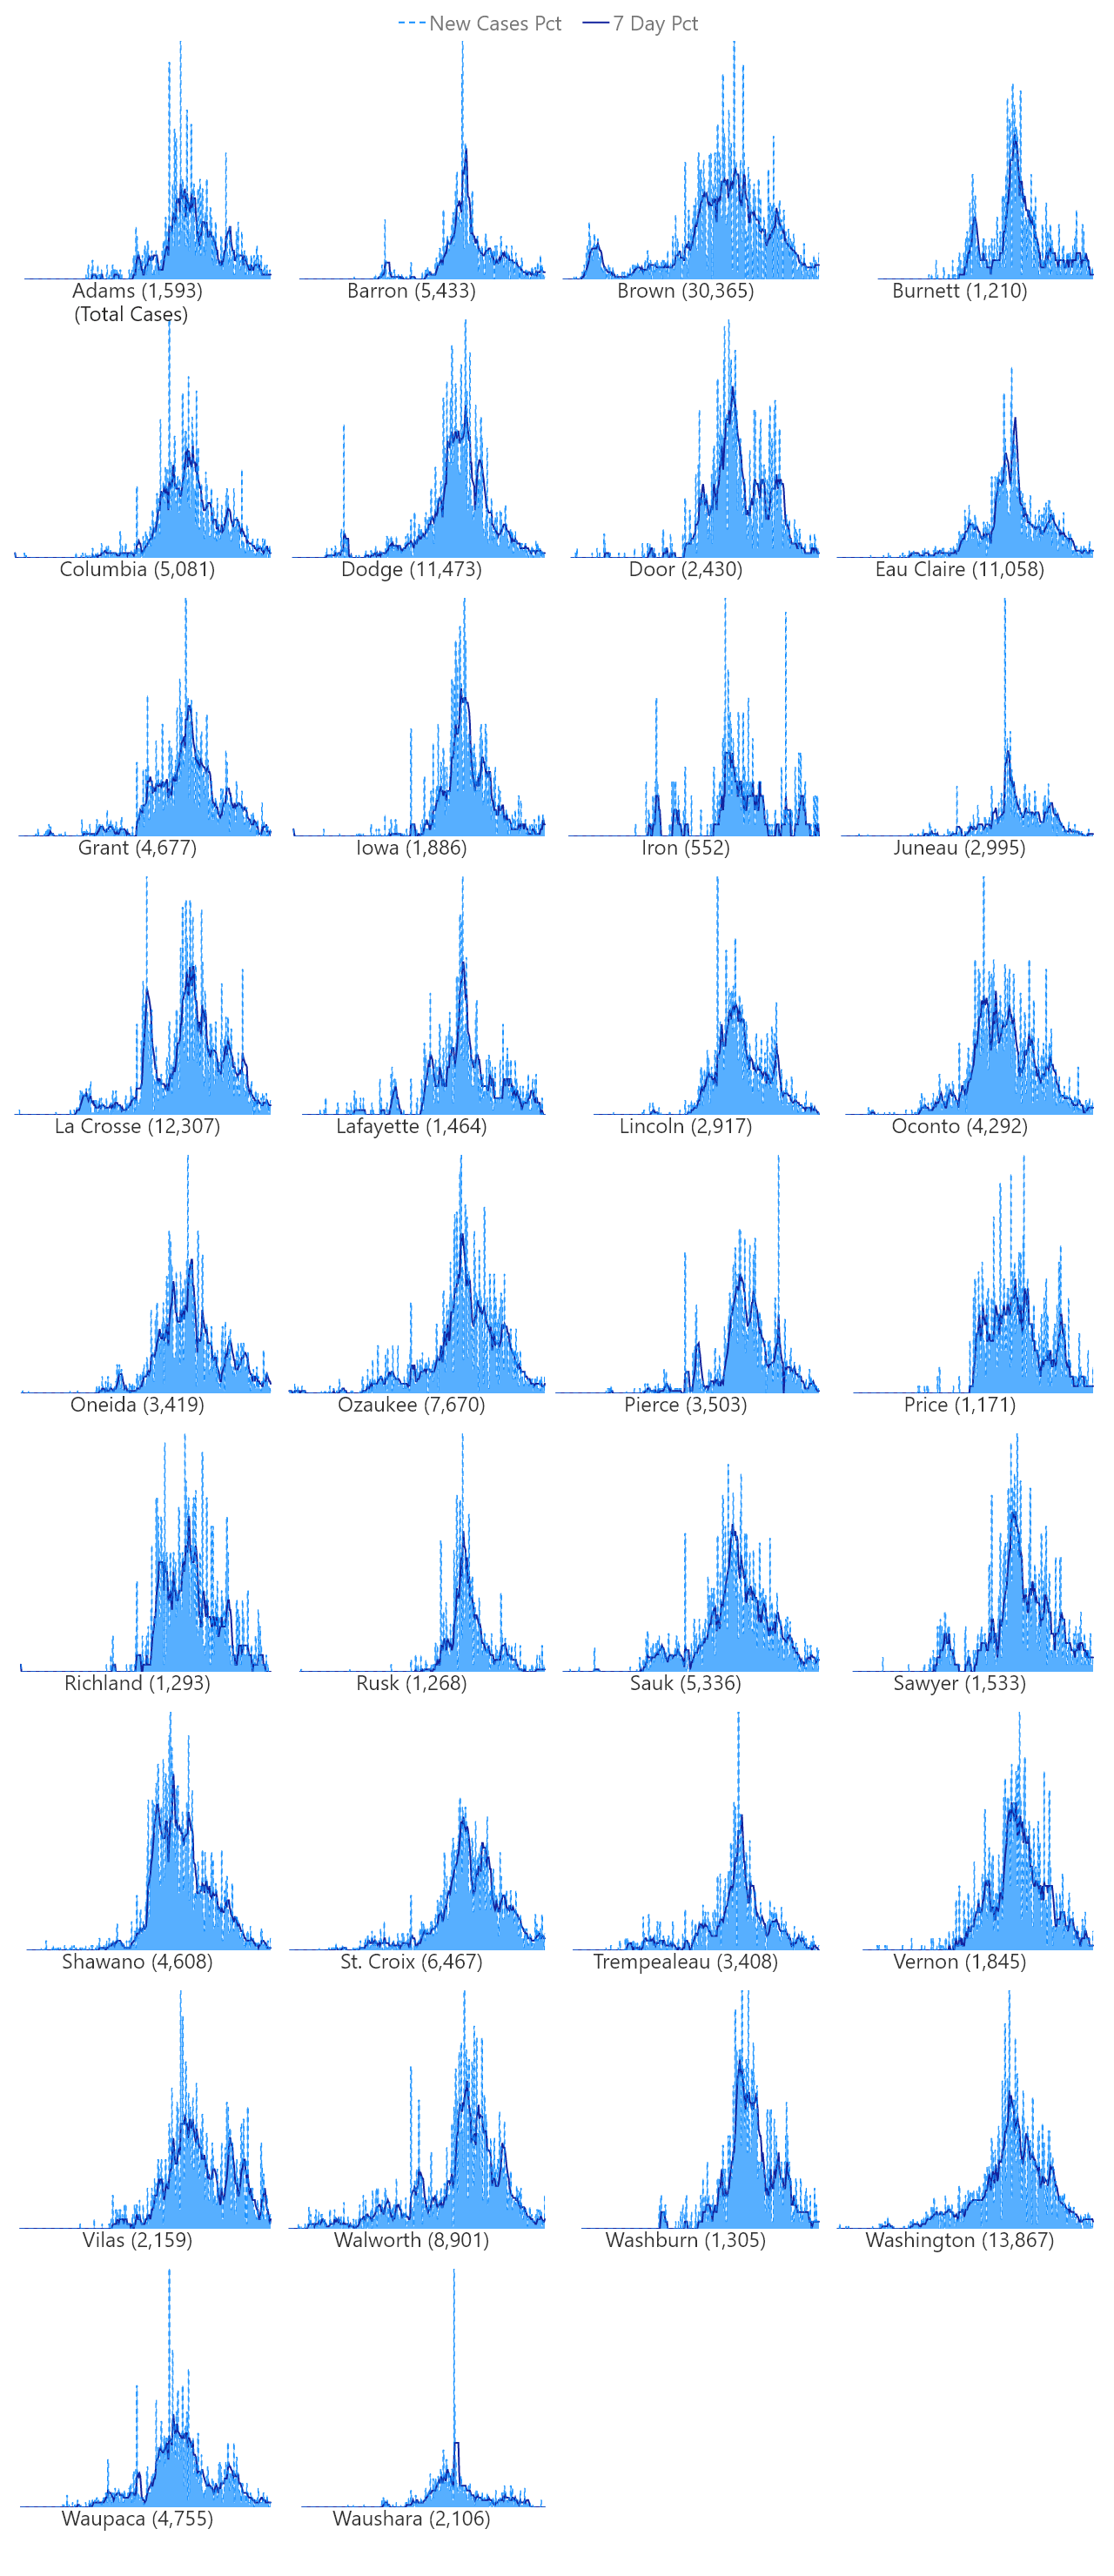 New Cases Pct 7 Day Pct
Adams (1,593) Barron (5,433) Brown (30,365) Burnett (1,210)
(Total Cases)
Columbia (5,081) Dodge (11,473) Door (2,430) Eau Claire (11,058)
Grant (4,677) Iowa (1,886) Iron (552) Juneau (2,995)
La Crosse (12,307) Lafayette (1,464) Lincoln (2,917) Oconto (4,292)
Oneida (3,419) Ozaukee (7,670) Pierce (3,503) Price (1,171)
Richland (1,293) Rusk (1,268) Sauk (5,336) Sawyer (1,533)
Shawano (4,608) St. Croix (6,467) Trempealeau (3,408) Vernon (1,845)
Vilas (2,159) Walworth (8,901) Washburn (1,305) Washington (13,867)
Waupaca (4,755) Waushara (2,106)